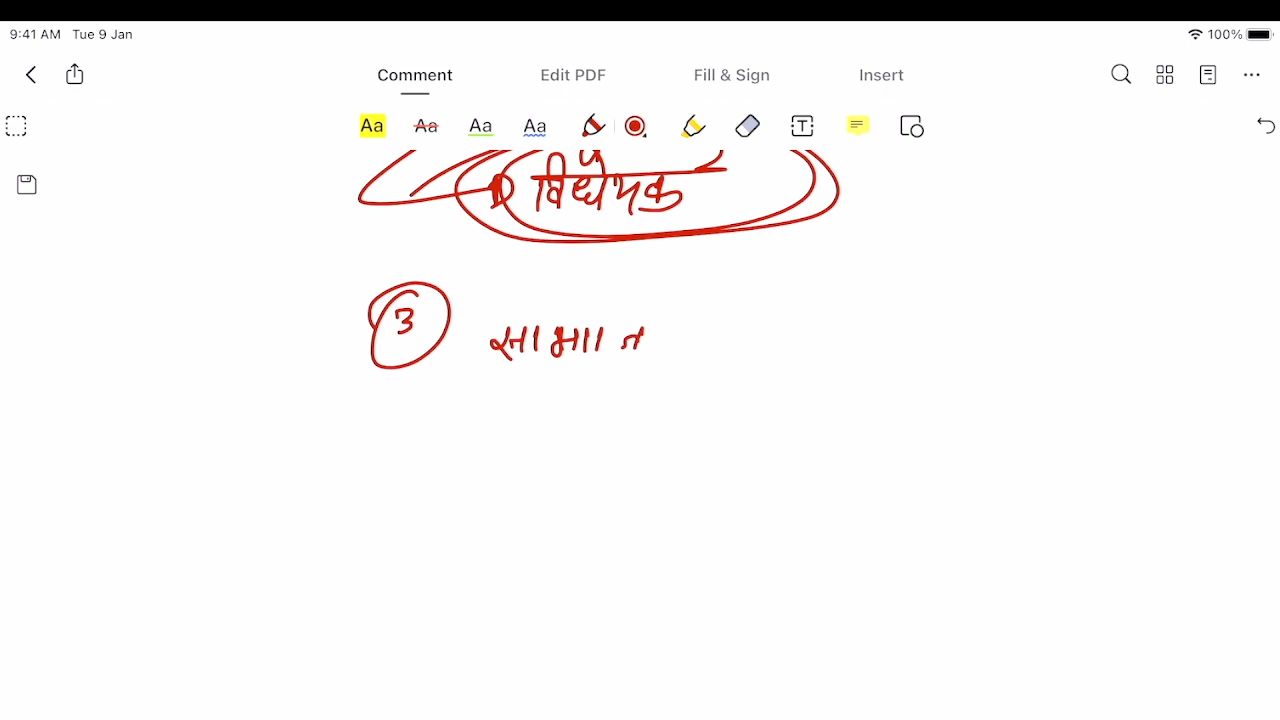 9:41 AM Tue 9 Jan 100%
Comment Edit PDF Fill & Sign Insert
Aa Aa Aa Aa T
विधेयक
3